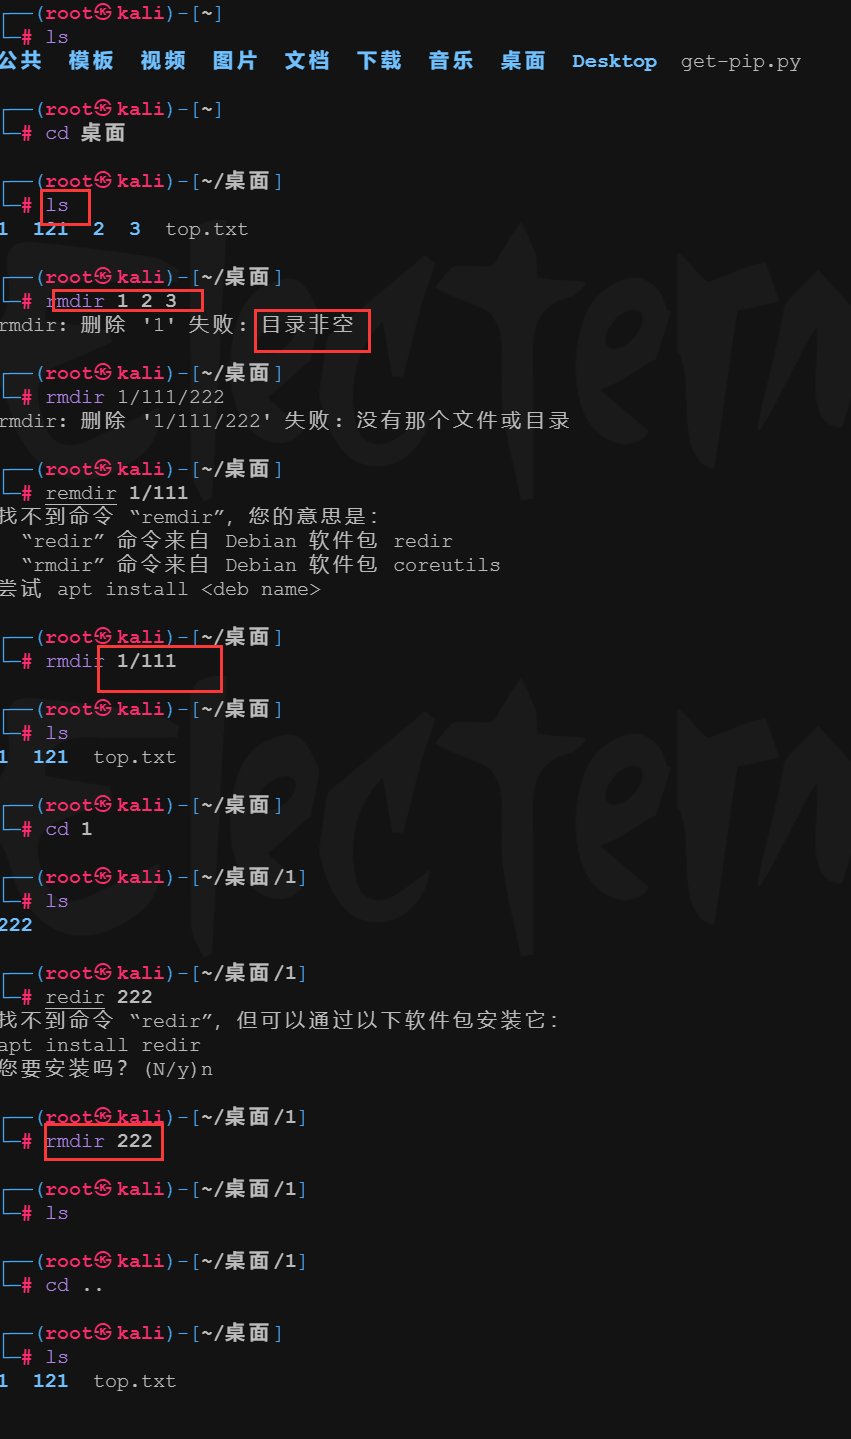 ┌──(root㉿kali)-[~]
└─# ls
公共  模板  视频  图片  文档  下载  音乐  桌面  Desktop  get-pip.py
┌──(root㉿kali)-[~]
└─# cd 桌面
┌──(root㉿kali)-[~/桌面]
└─# ls
1  121  2  3  top.txt
┌──(root㉿kali)-[~/桌面]
└─# rmdir 1 2 3
rmdir: 删除 '1' 失败: 目录非空
┌──(root㉿kali)-[~/桌面]
└─# rmdir 1/111/222
rmdir: 删除 '1/111/222' 失败: 没有那个文件或目录
┌──(root㉿kali)-[~/桌面]
└─# remdir 1/111
找不到命令 “remdir”, 您的意思是:
  “redir” 命令来自 Debian 软件包 redir
  “rmdir” 命令来自 Debian 软件包 coreutils
尝试 apt install <deb name>
┌──(root㉿kali)-[~/桌面]
└─# rmdir 1/111
┌──(root㉿kali)-[~/桌面]
└─# ls
1  121  top.txt
┌──(root㉿kali)-[~/桌面]
└─# cd 1
┌──(root㉿kali)-[~/桌面/1]
└─# ls
222
┌──(root㉿kali)-[~/桌面/1]
└─# redir 222
找不到命令 “redir”, 但可以通过以下软件包安装它:
apt install redir
您要安装吗? (N/y)n
┌──(root㉿kali)-[~/桌面/1]
└─# rmdir 222
┌──(root㉿kali)-[~/桌面/1]
└─# ls
┌──(root㉿kali)-[~/桌面/1]
└─# cd ..
┌──(root㉿kali)-[~/桌面]
└─# ls
1  121  top.txt
Electerm
Electerm